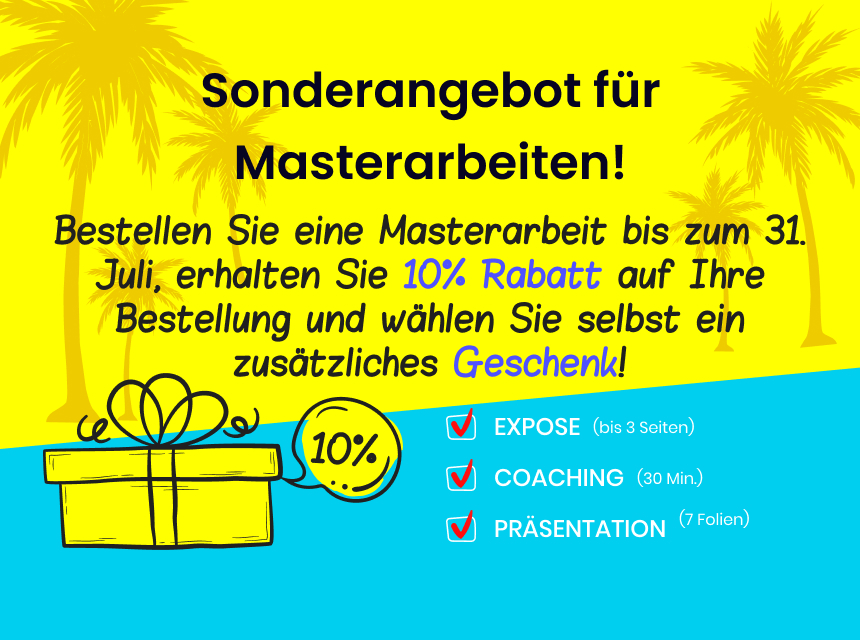 Sonderangebot für
Masterarbeiten!
Bestellen Sie eine Masterarbeit bis zum 31.
Juli, erhalten Sie 10% Rabatt auf Ihre
Bestellung und wählen Sie selbst ein
zusätzliches Geschenk!
10%
EXPOSE (bis 3 Seiten)
COACHING (30 Min.)
PRÄSENTATION (7 Folien)